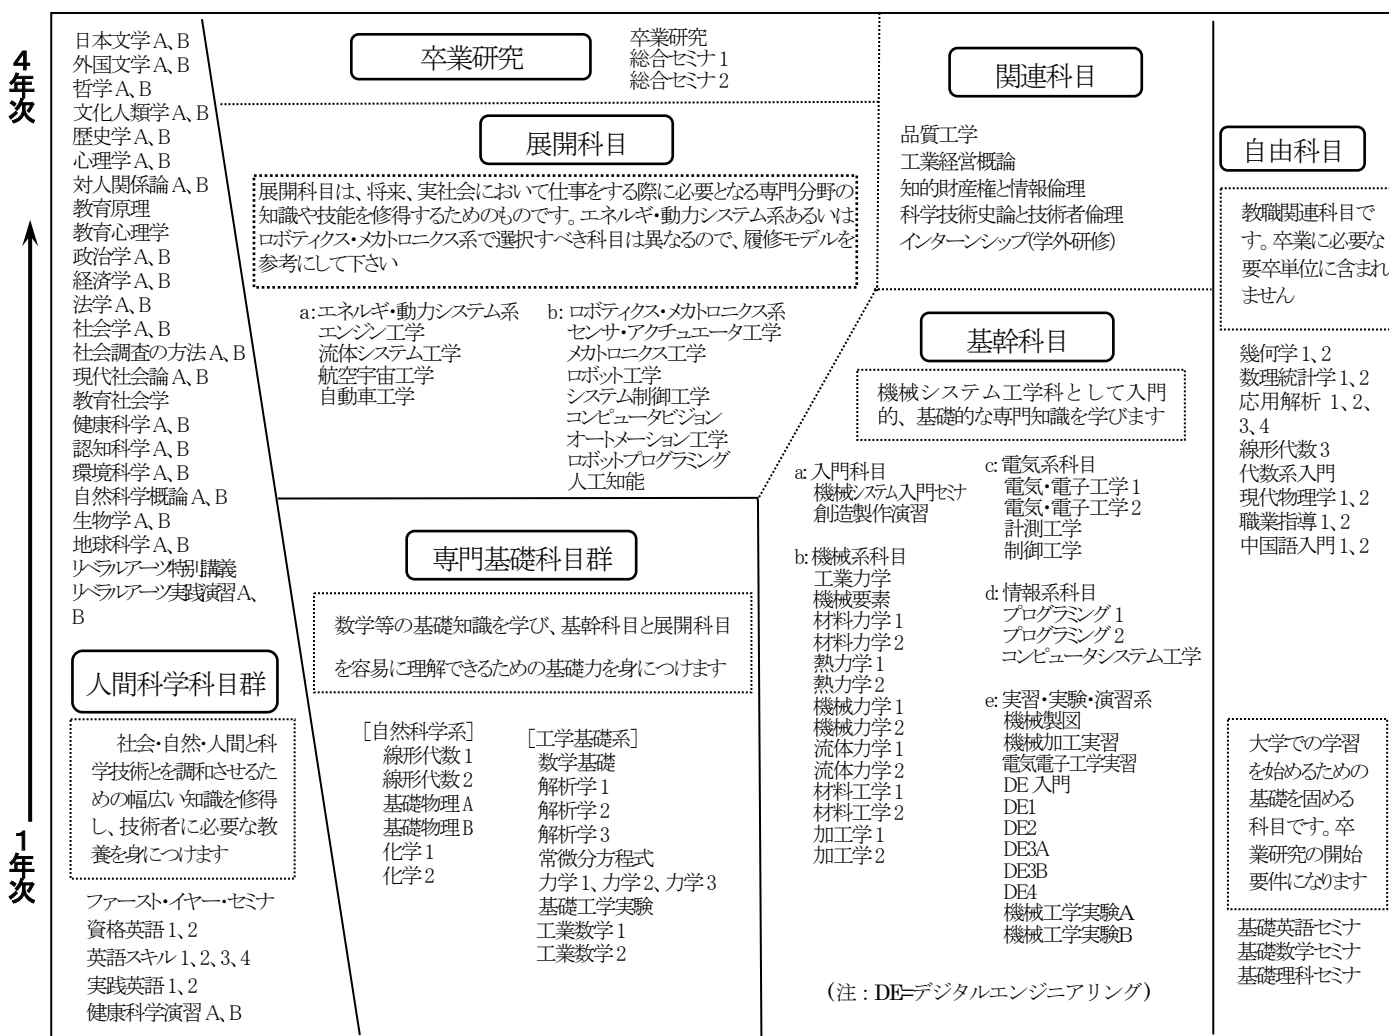 4年次
1年次
日本文学A、B
外国文学A、B
哲学A、B
文化人類学A、B
歴史学A、B
心理学A、B
対人関係論A、B
教育原理
教育心理学
政治学A、B
経済学A、B
法学A、B
社会学A、B
社会調査の方法A、B
現代社会論A、B
教育社会学
健康科学A、B
認知科学A、B
環境科学A、B
自然科学概論A、B
生物学A、B
地球科学A、B
リベラルアーツ特別講義
リベラルアーツ実践演習A、
B
人間科学科目群
社会・自然・人間と科
学技術とを調和させるた
めの幅広い知識を修得
し、技術者に必要な教
養を身につけます
ファースト・イヤー・セミナ
資格英語1、2
英語スキル1、2、3、4
実践英語1、2
健康科学演習A、B
卒業研究
卒業研究
総合セミナ1
総合セミナ2
展開科目
展開科目は、将来、実社会において仕事をする際に必要となる専門分野の
知識や技能を修得するためのものです。エネルギ・動力システム系あるいは
ロボティクス・メカトロニクス系で選択すべき科目は異なるので、履修モデルを
参考にして下さい
a:エネルギ・動力システム系
エンジン工学
流体システム工学
航空宇宙工学
自動車工学
b:ロボティクス・メカトロニクス系
センサ・アクチュエータ工学
メカトロニクス工学
ロボット工学
システム制御工学
コンピュータビジョン
オートメーション工学
ロボットプログラミング
人工知能
専門基礎科目群
数学等の基礎知識を学び、基幹科目と展開科目
を容易に理解できるための基礎力を身につけます
[自然科学系]
線形代数1
線形代数2
基礎物理A
基礎物理B
化学1
化学2
[工学基礎系]
数学基礎
解析学1
解析学2
解析学3
常微分方程式
力学1、力学2、力学3
基礎工学実験
工業数学1
工業数学2
関連科目
品質工学
工業経営概論
知的財産権と情報倫理
科学技術史論と技術者倫理
インターンシップ(学外研修)
基幹科目
機械システム工学科として入門
的、基礎的な専門知識を学びます
a:入門科目
機械システム入門セミナ
創造製作演習
b:機械系科目
工業力学
機械要素
材料力学1
材料力学2
熱力学1
熱力学2
機械力学1
機械力学2
流体力学1
流体力学2
材料工学1
材料工学2
加工学1
加工学2
c:電気系科目
電気・電子工学1
電気・電子工学2
計測工学
制御工学
d:情報系科目
プログラミング1
プログラミング2
コンピュータシステム工学
e:実習・実験・演習系
機械製図
機械加工実習
電気電子工学実習
DE入門
DE1
DE2
DE3A
DE3B
DE4
機械工学実験A
機械工学実験B
(注：DE=デジタルエンジニアリング)
自由科目
教職関連科目で
す。卒業に必要な
要卒単位に含まれ
ません
幾何学1、2
数理統計学1、2
応用解析 1、2、
3、4
線形代数3
代数系入門
現代物理学1、2
職業指導1、2
中国語入門1、2
大学での学習
を始めるための
基礎を固める
科目です。卒
業研究の開始
要件になります
基礎英語セミナ
基礎数学セミナ
基礎理科セミナ